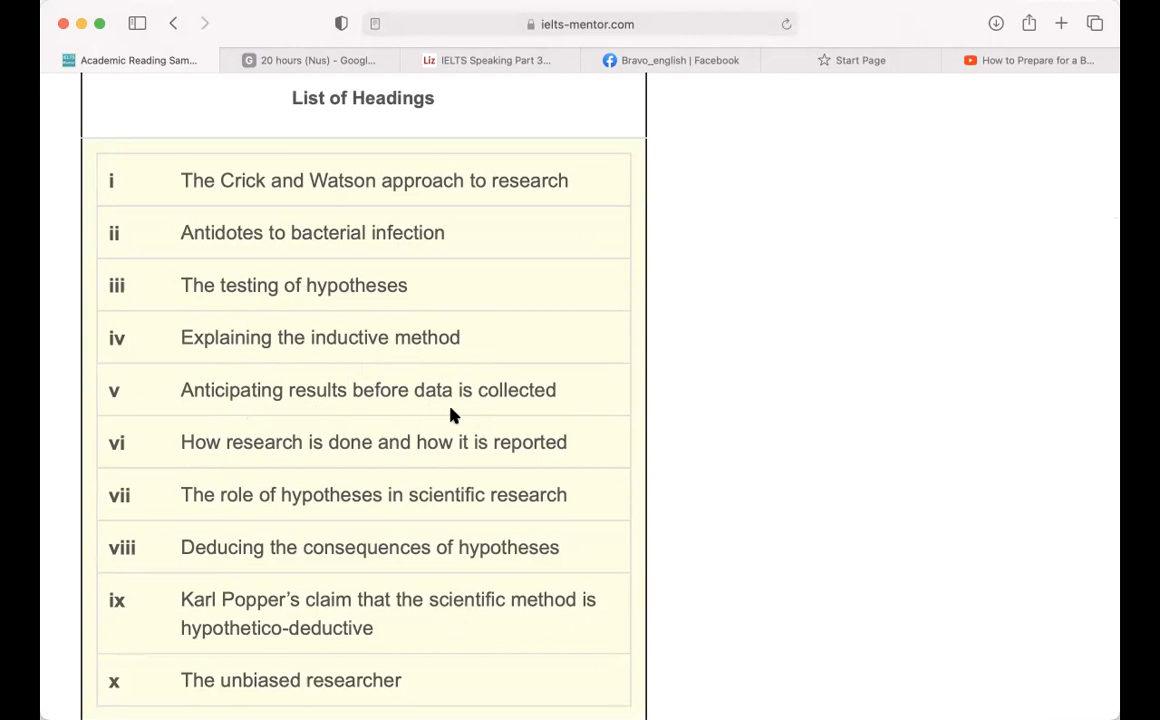 ielts-mentor.com
Academic Reading Sam...
G 20 hours (Nus) - Googl...
Liz IELTS Speaking Part 3...
Bravo_english | Facebook
Start Page
How to Prepare for a B...
List of Headings
i The Crick and Watson approach to research
ii Antidotes to bacterial infection
iii The testing of hypotheses
iv Explaining the inductive method
v Anticipating results before data is collected
vi How research is done and how it is reported
vii The role of hypotheses in scientific research
viii Deducing the consequences of hypotheses
ix Karl Popper’s claim that the scientific method is
hypothetico-deductive
x The unbiased researcher